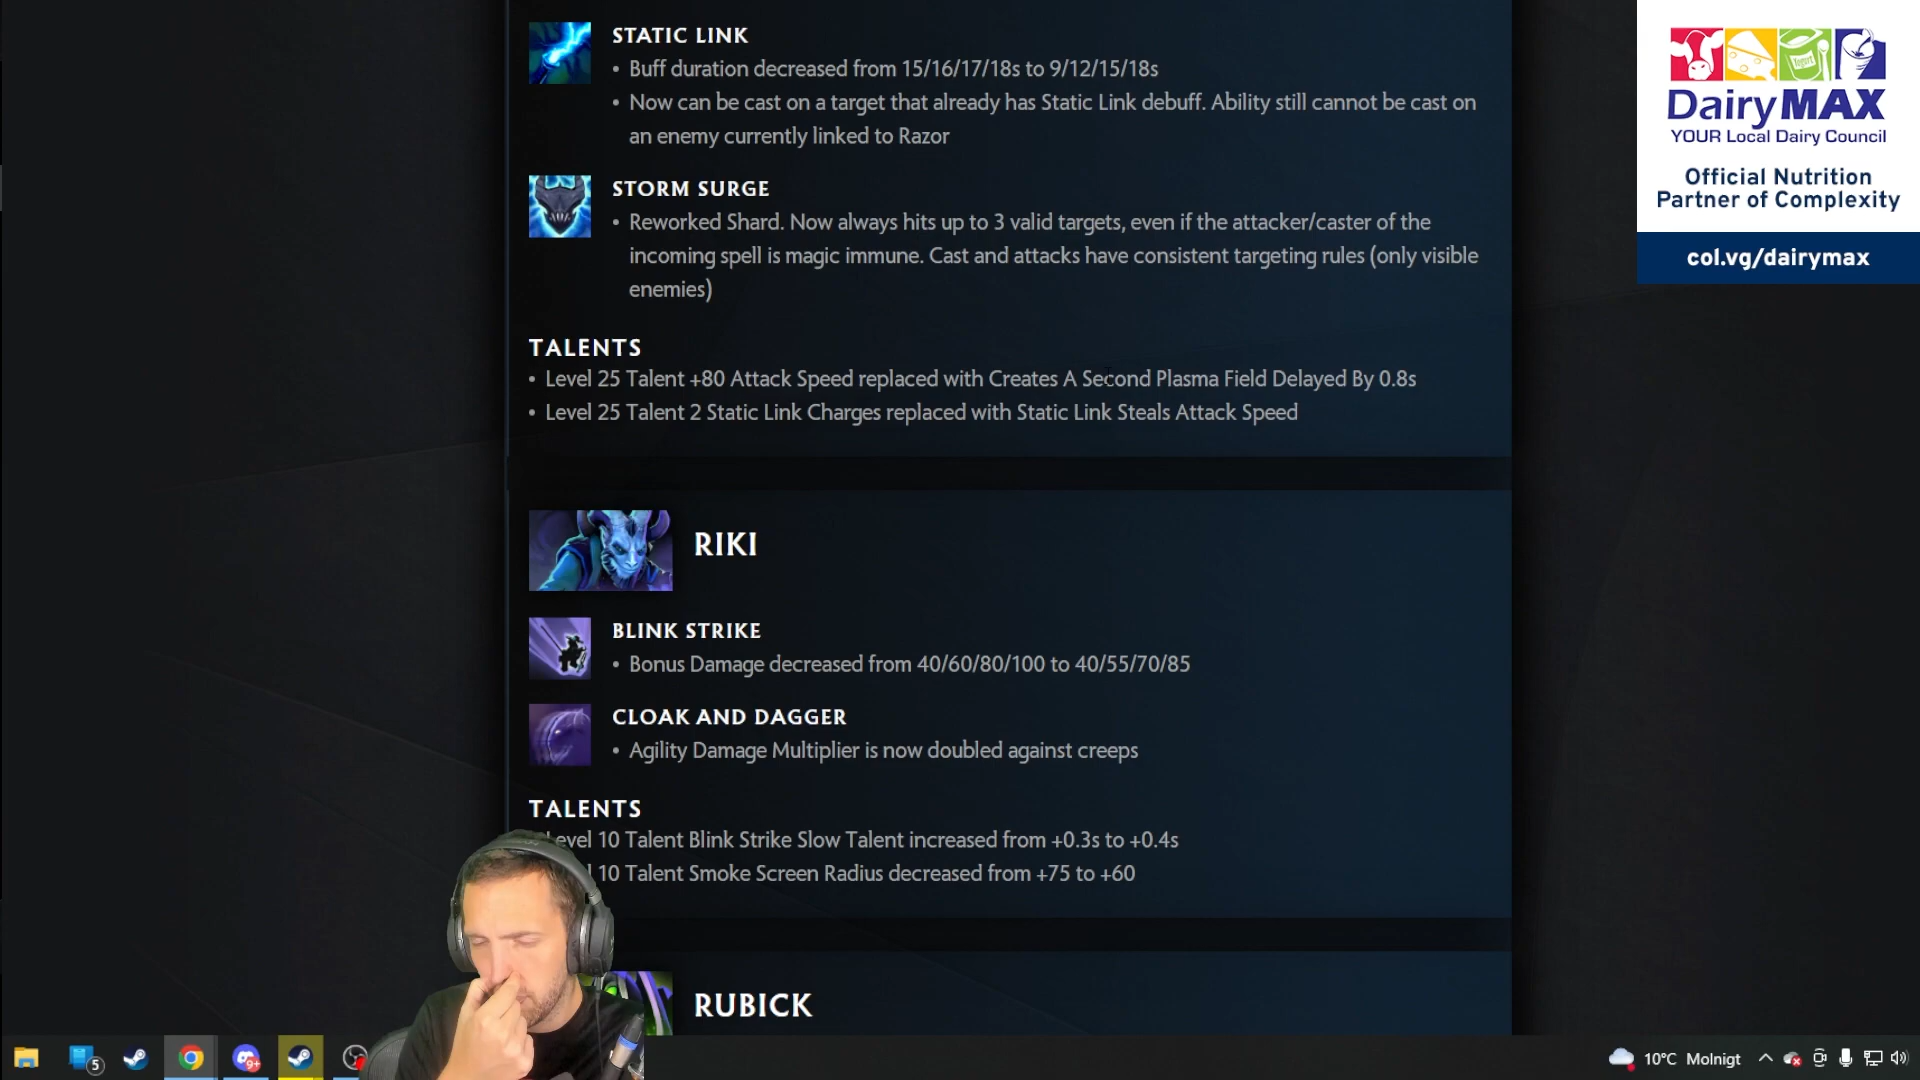 STATIC LINK
• Buff duration decreased from 15/16/17/18s to 9/12/15/18s
• Now can be cast on a target that already has Static Link debuff. Ability still cannot be cast on
an enemy currently linked to Razor
STORM SURGE
• Reworked Shard. Now always hits up to 3 valid targets, even if the attacker/caster of the
incoming spell is magic immune. Cast and attacks have consistent targeting rules (only visible
enemies)
TALENTS
• Level 25 Talent +80 Attack Speed replaced with Creates A Second Plasma Field Delayed By 0.8s
• Level 25 Talent 2 Static Link Charges replaced with Static Link Steals Attack Speed
RIKI
BLINK STRIKE
• Bonus Damage decreased from 40/60/80/100 to 40/55/70/85
CLOAK AND DAGGER
• Agility Damage Multiplier is now doubled against creeps
TALENTS
Level 10 Talent Blink Strike Slow Talent increased from +0.3s to +0.4s
10 Talent Smoke Screen Radius decreased from +75 to +60
RUBICK
Yogurt
DairyMAX
YOUR Local Dairy Council
Official Nutrition
Partner of Complexity
col.vg/dairymax
5
9+
10°C Molnigt